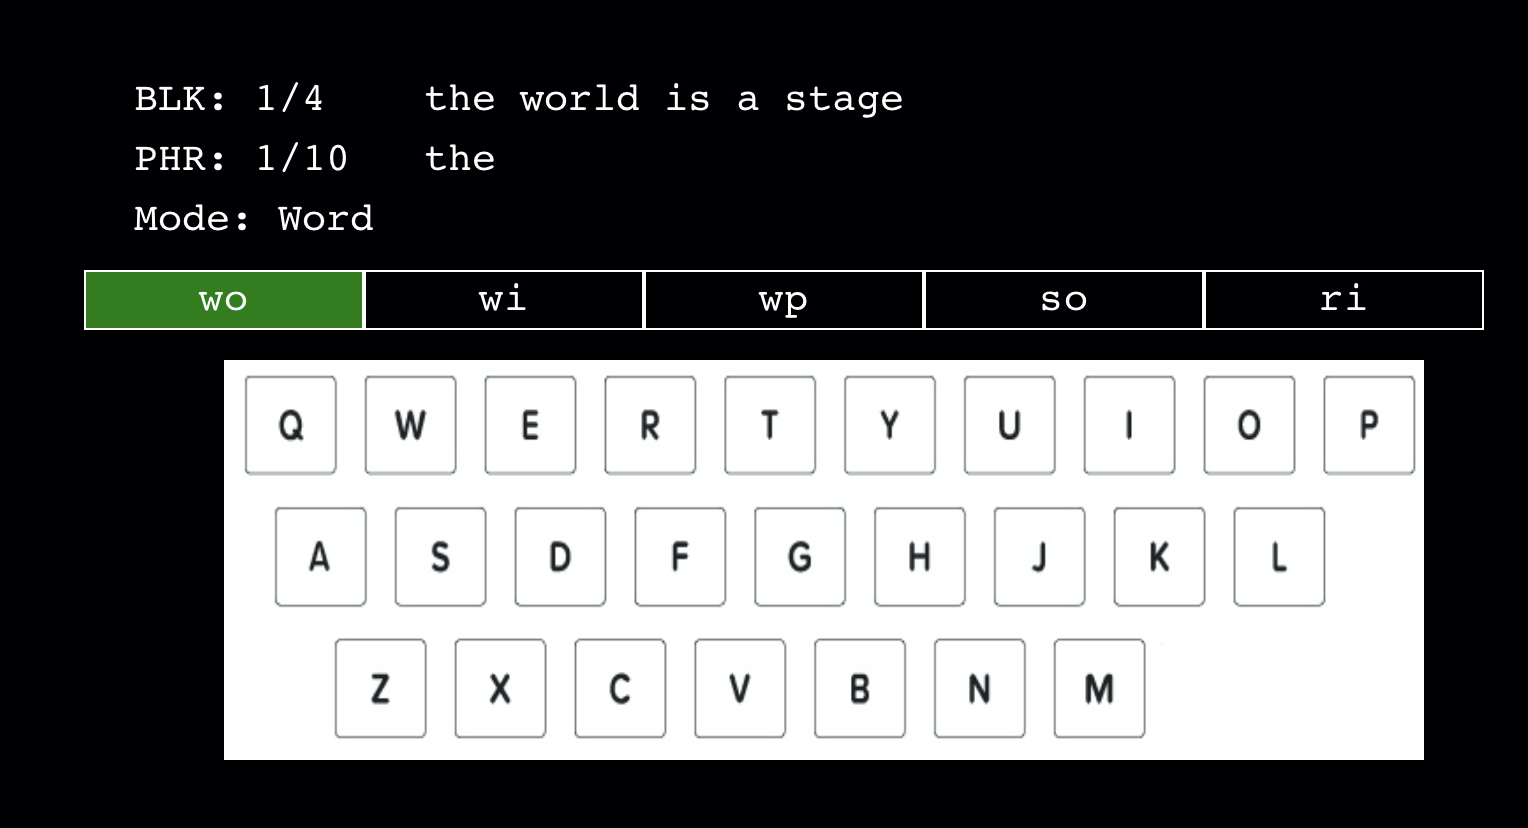 BLK: 1/4 the world is a stage
PHR: 1/10 the
Mode: Word
wo wi wp so ri
Q W E R T Y U I O P
A S D F G H J K L
Z X C V B N M